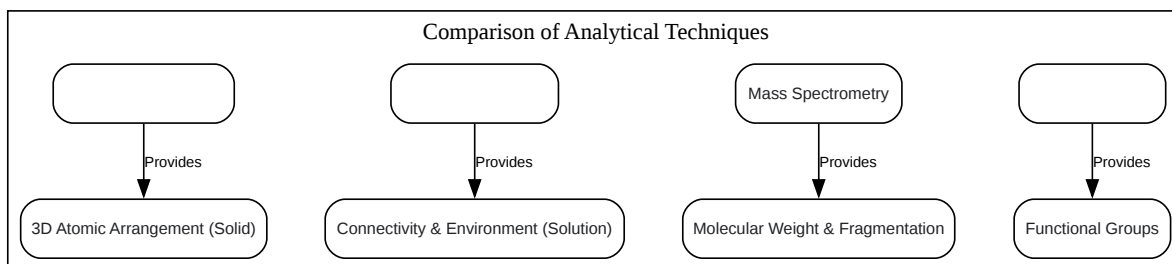 Comparison of Analytical Techniques
Mass Spectrometry
Provides
Provides
Provides
Provides
3D Atomic Arrangement (Solid)
Connectivity & Environment (Solution)
Molecular Weight & Fragmentation
Functional Groups